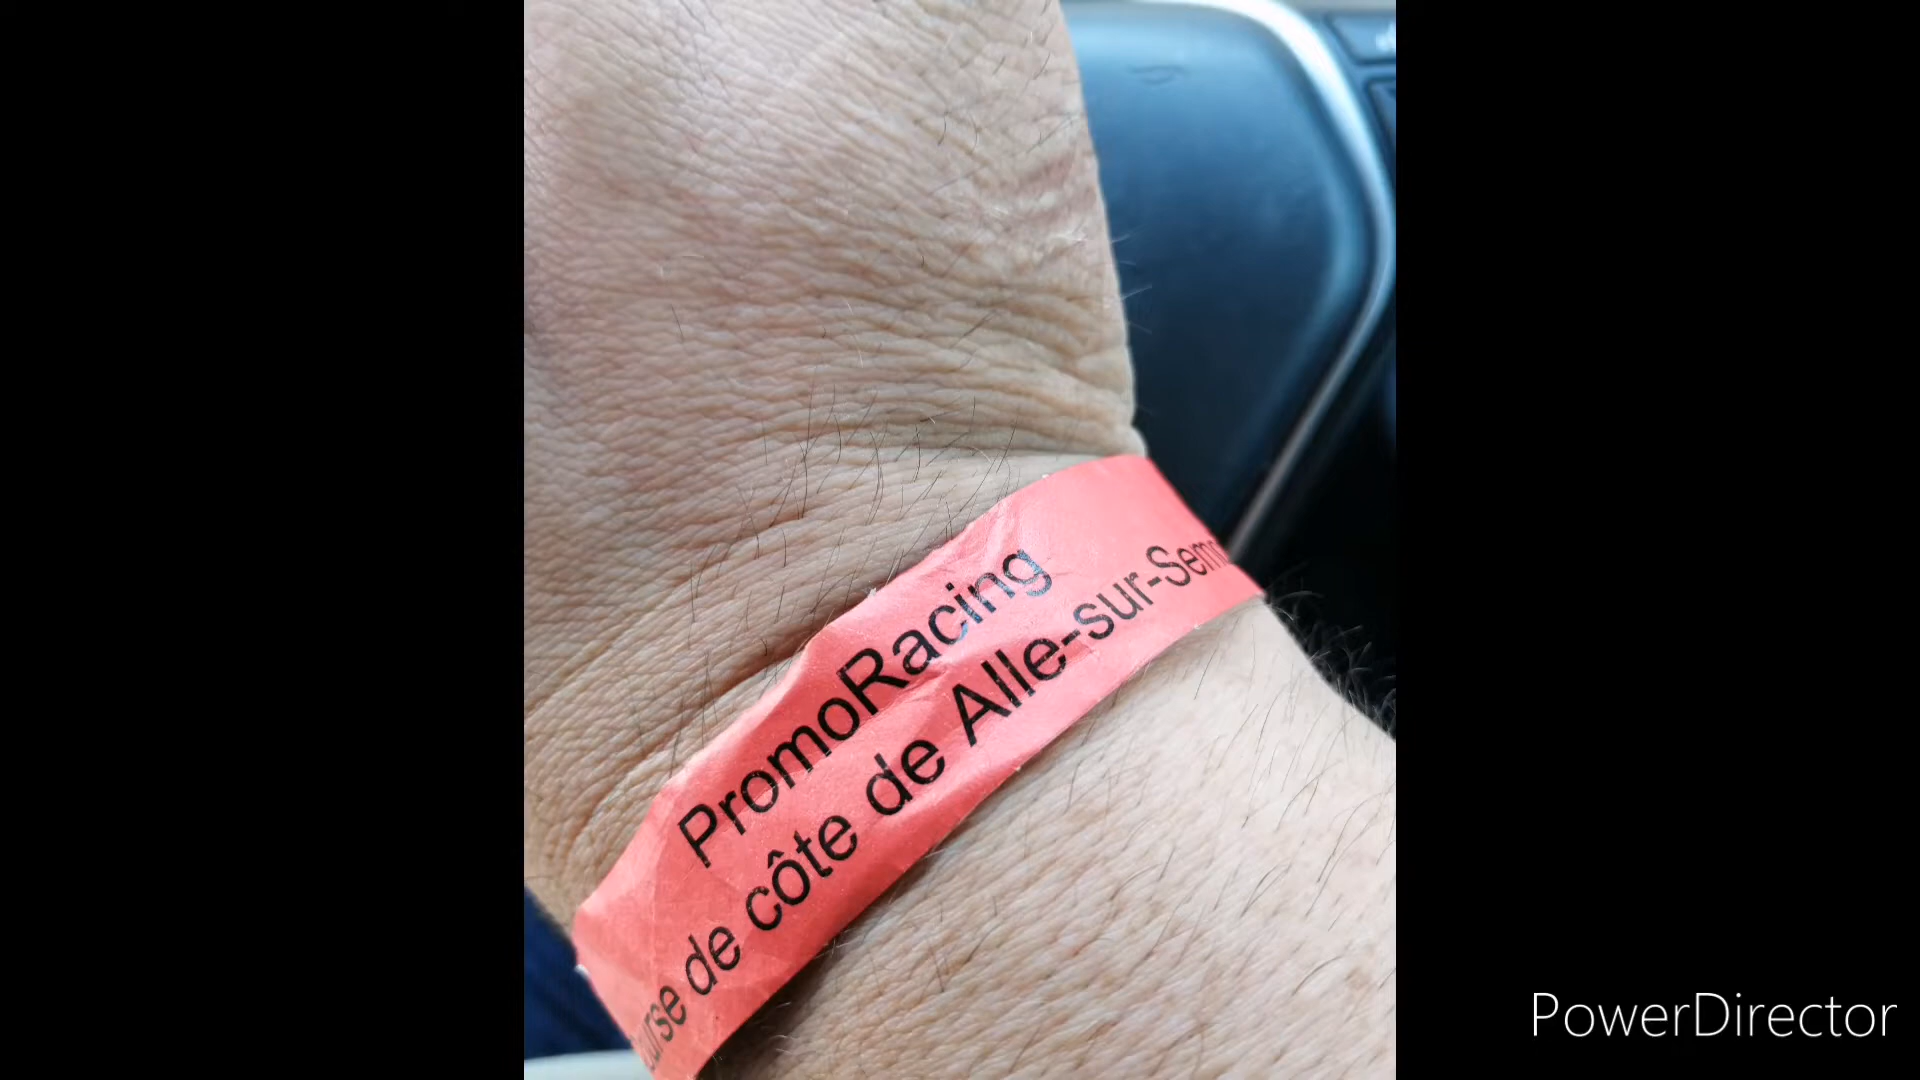 PromoRacing
de côte de Alle-sur-
PowerDirector